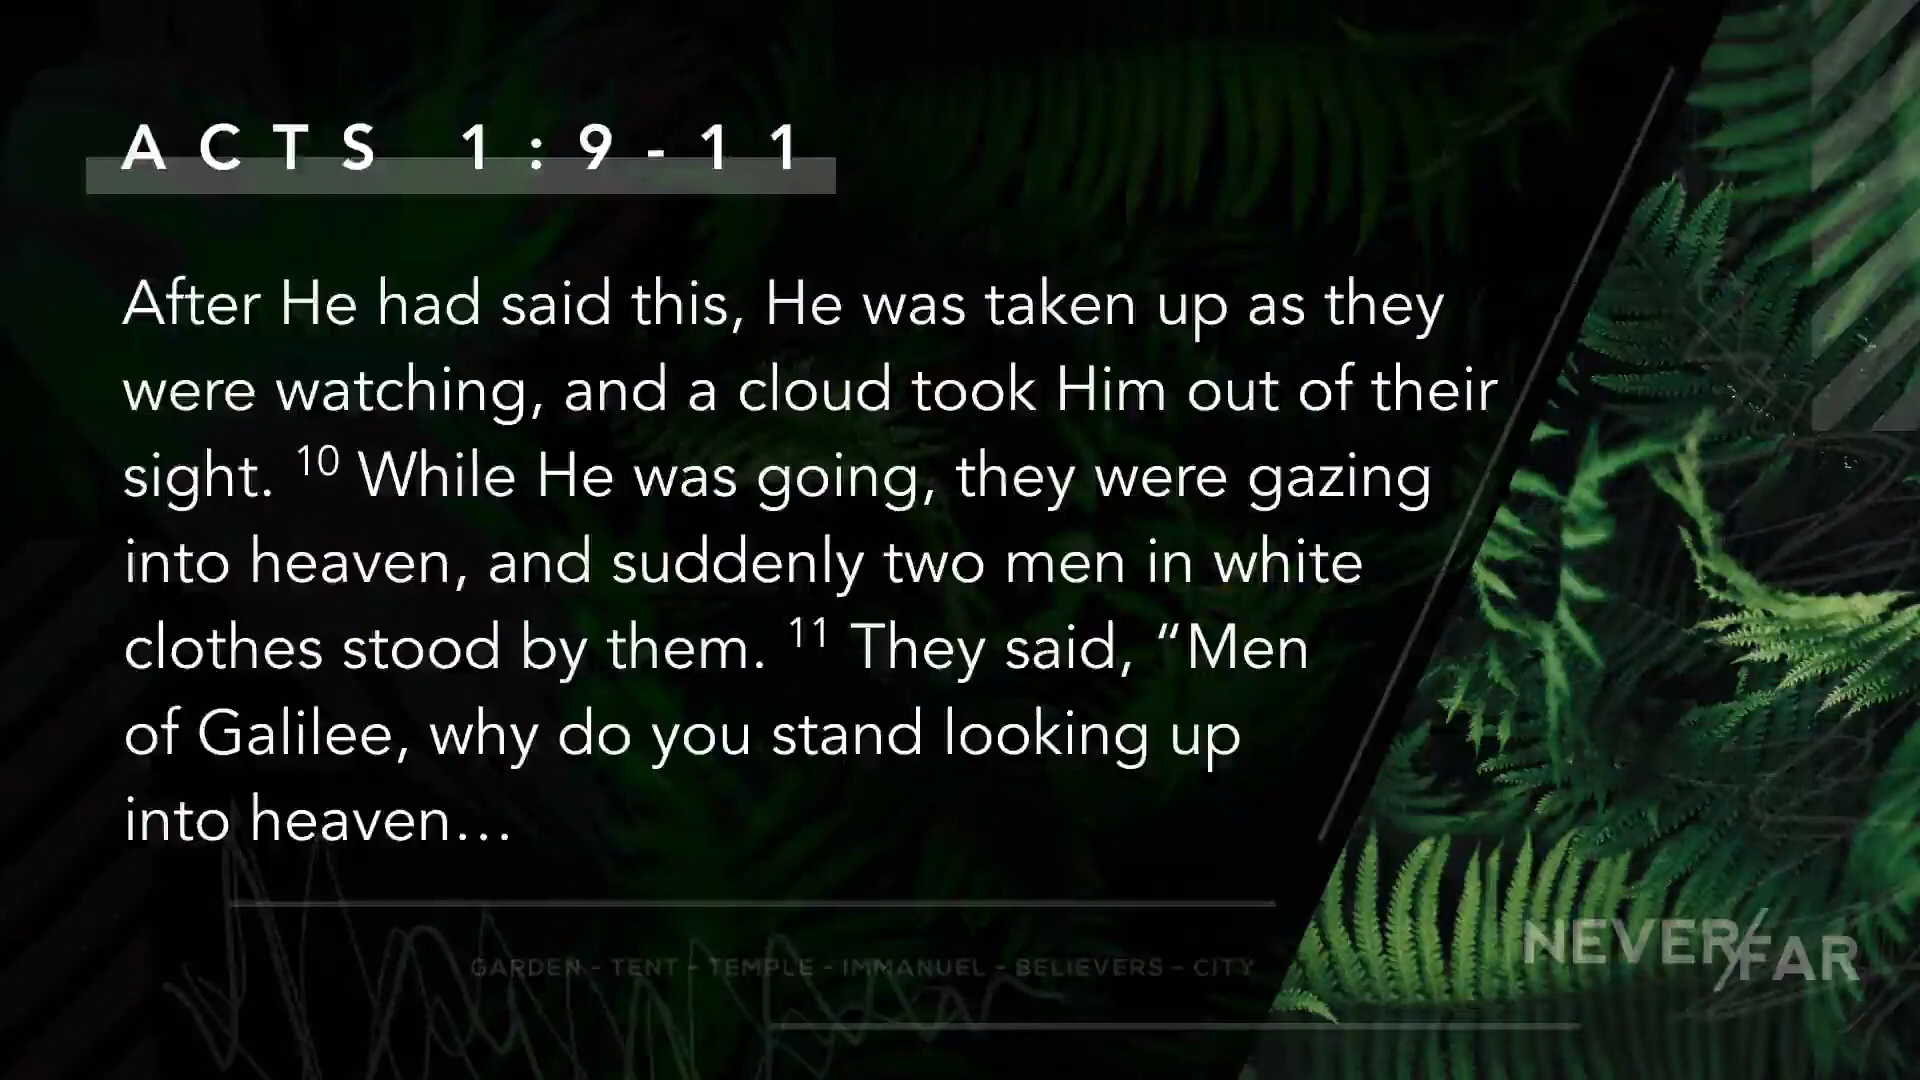 ACTS 1:9-11
After He had said this, He was taken up as they
were watching, and a cloud took Him out of their
sight. 10 While He was going, they were gazing
into heaven, and suddenly two men in white
clothes stood by them. 11 They said, “Men
of Galilee, why do you stand looking up
into heaven…
GARDEN - TENT - TEMPLE - IMMANUEL - BELIEVERS - CITY
NEVER/FAR